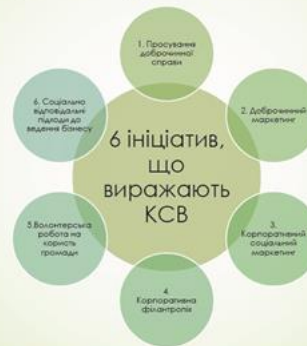 6 ініціатив,
що
виражають
КСВ
1. Просування
доброчинної
справи
2. Доброчинний
маркетинг
3.
Корпоративний
соціальний
маркетинг
4.
Корпоративна
філантропія
5.Волонтерська
робота на
користь
громади
6. Соціально
відповідальні
підходи до
ведення бізнесу